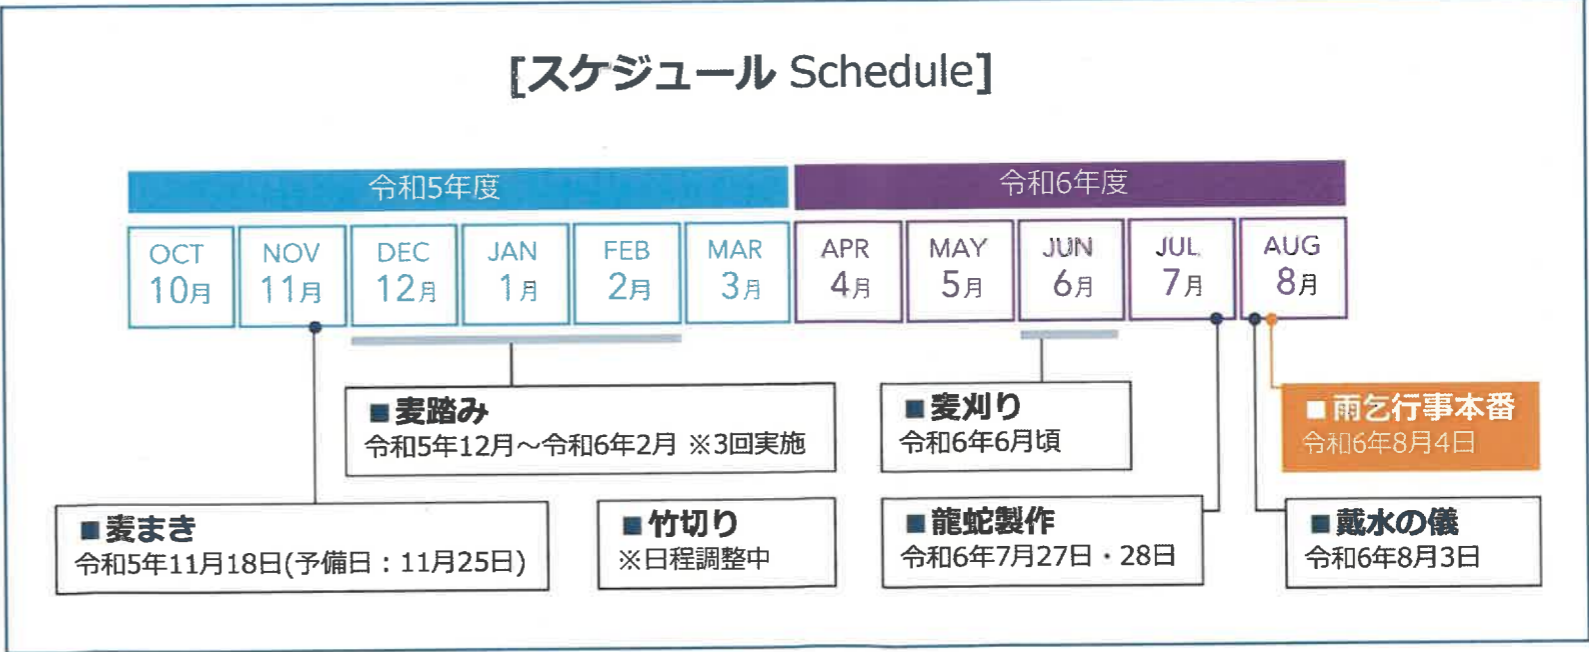 [スケジュール Schedule]
令和5年度
令和6年度
OCT
10月
NOV
11月
DEC
12月
JAN
1月
FEB
2月
MAR
3月
APR
4月
MAY
5月
JUN
6月
JUL
7月
AUG
8月
■麦踏み
令和5年12月～令和6年2月 ※3回実施
■麦刈り
令和6年6月頃
■雨乞行事本番
令和6年8月4日
■麦まき
令和5年11月18日(予備日：11月25日)
■竹切り
※日程調整中
■龍蛇製作
令和6年7月27日・28日
■戴水の儀
令和6年8月3日